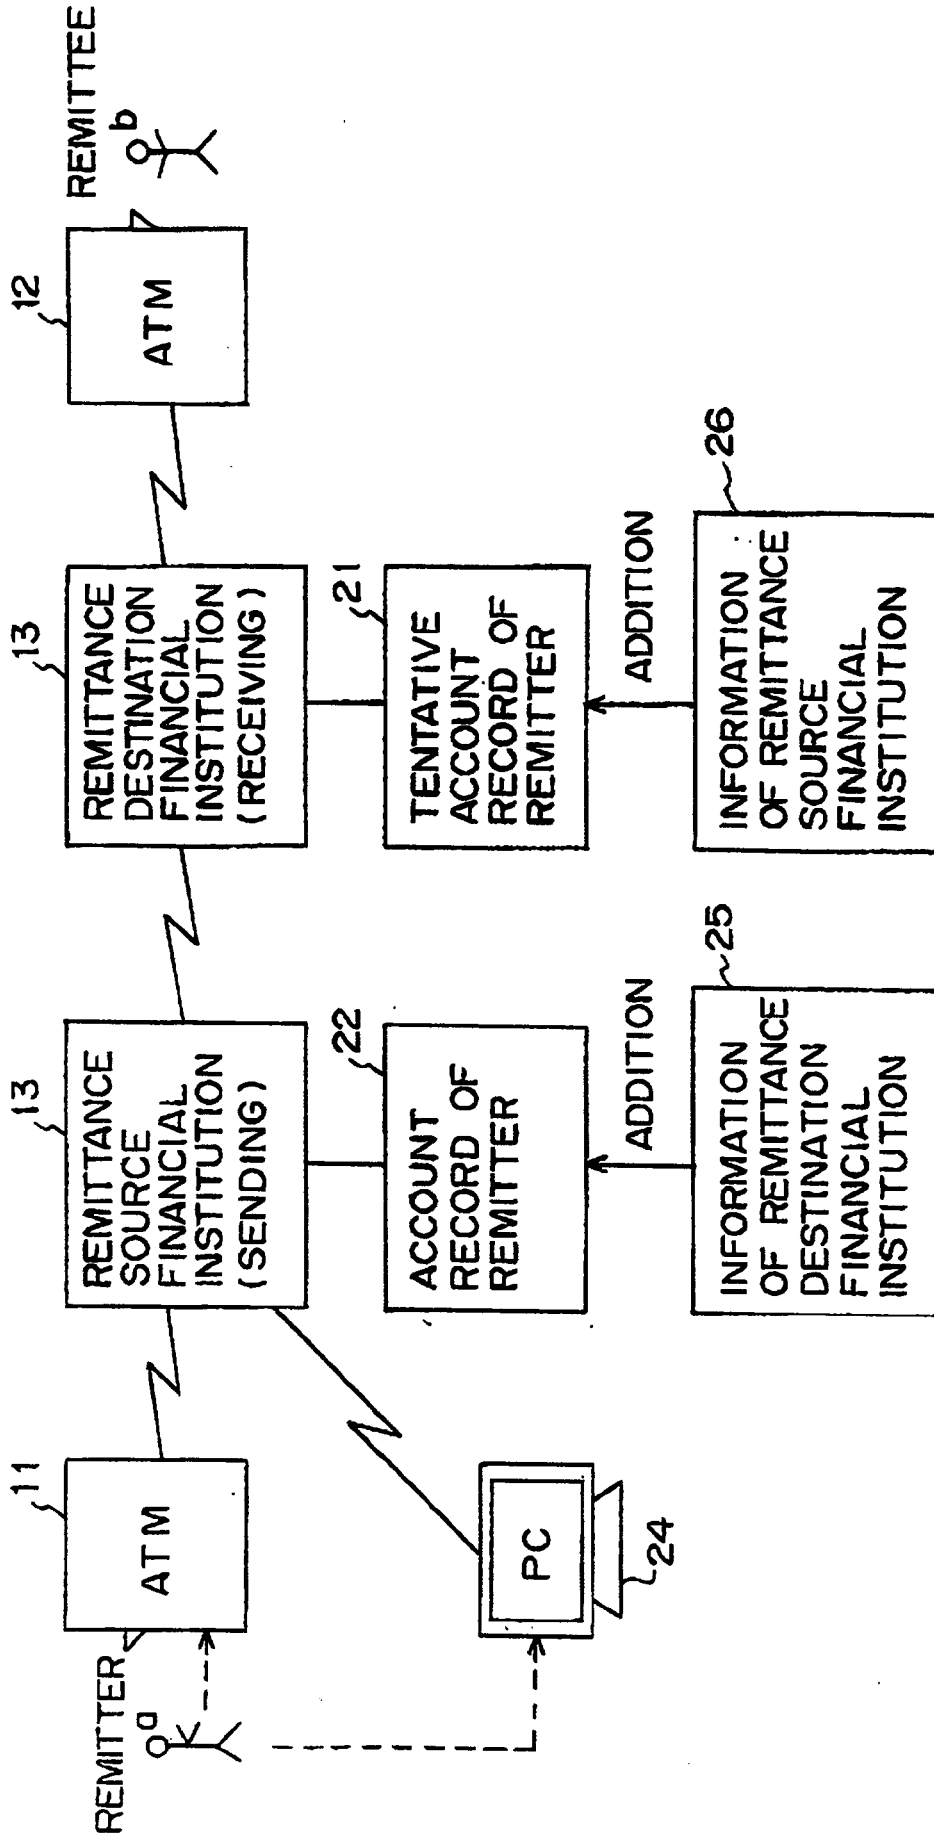 REMITTER
a
11
ATM
PC
24
13
REMITTANCE
SOURCE
FINANCIAL
INSTITUTION
(SENDING)
22
ACCOUNT
RECORD OF
REMITTER
ADDITION
25
INFORMATION
OF REMITTANCE
DESTINATION
FINANCIAL
INSTITUTION
13
REMITTANCE
DESTINATION
FINANCIAL
INSTITUTION
(RECEIVING)
21
TENTATIVE
ACCOUNT
RECORD OF
REMITTER
ADDITION
26
INFORMATION
OF REMITTANCE
SOURCE
FINANCIAL
INSTITUTION
12
ATM
REMITTEE
b